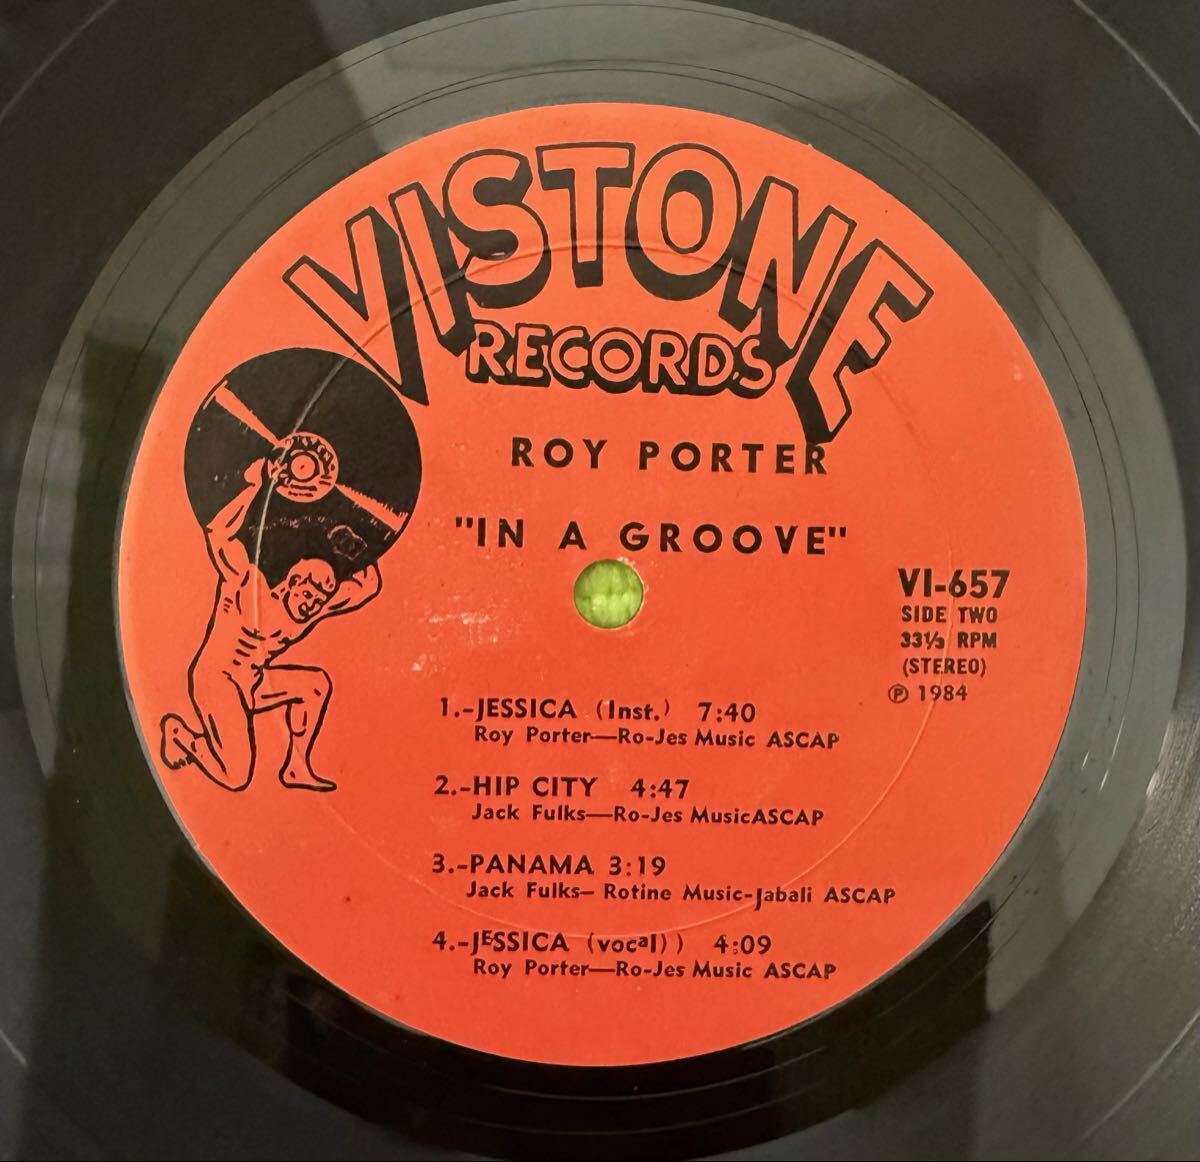 VISTONE
RECORDS
ROY PORTER
"IN A GROOVE"
VI-657
SIDE TWO
33⅓ RPM
(STEREO)
℗ 1984
1.-JESSICA (Inst.) 7:40
Roy Porter—Ro-Jes Music ASCAP
2.-HIP CITY 4:47
Jack Fulks—Ro-Jes MusicASCAP
3.-PANAMA 3:19
Jack Fulks— Rotine Music-Jabali ASCAP
4.-JESSICA (vocal)) 4:09
Roy Porter—Ro-Jes Music ASCAP